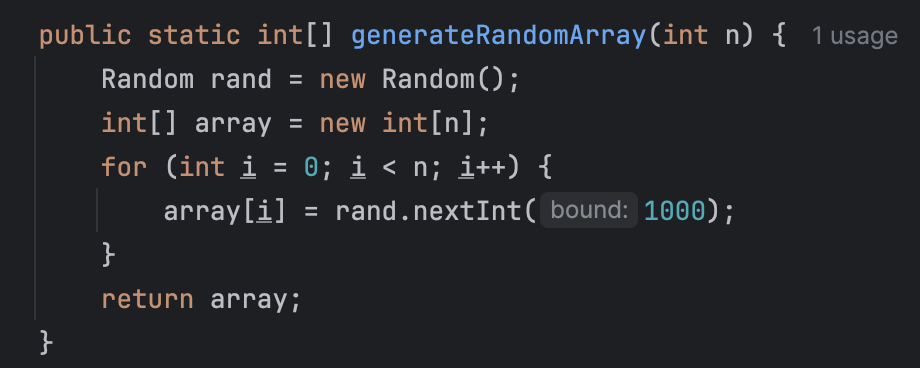 public static int[] generateRandomArray(int n) { 1 usage
Random rand = new Random();
int[] array = new int[n];
for (int i = 0; i < n; i++) {
array[i] = rand.nextInt( bound: 1000);
}
return array;
}